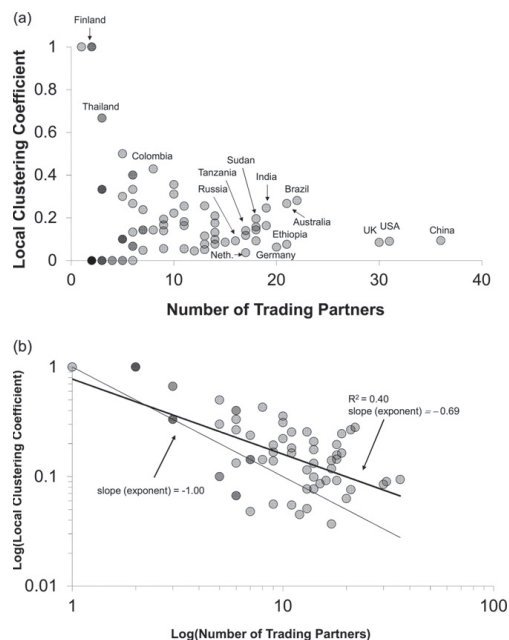 (a)
Finland
1
0.8
Thailand
0.6
Colombia
Sudan
Tanzania
India
0.4
Russia
Brazil
0.2
Australia
Ethiopia
UK
USA
China
0
Neth.
Germany
0
10
20
30
40
Local Clustering Coefficient
Number of Trading Partners
(b)
1
R² = 0.40
slope (exponent) = −0.69
0.1
slope (exponent) = -1.00
0.01
1
10
100
Log(Local Clustering Coefficient)
Log(Number of Trading Partners)